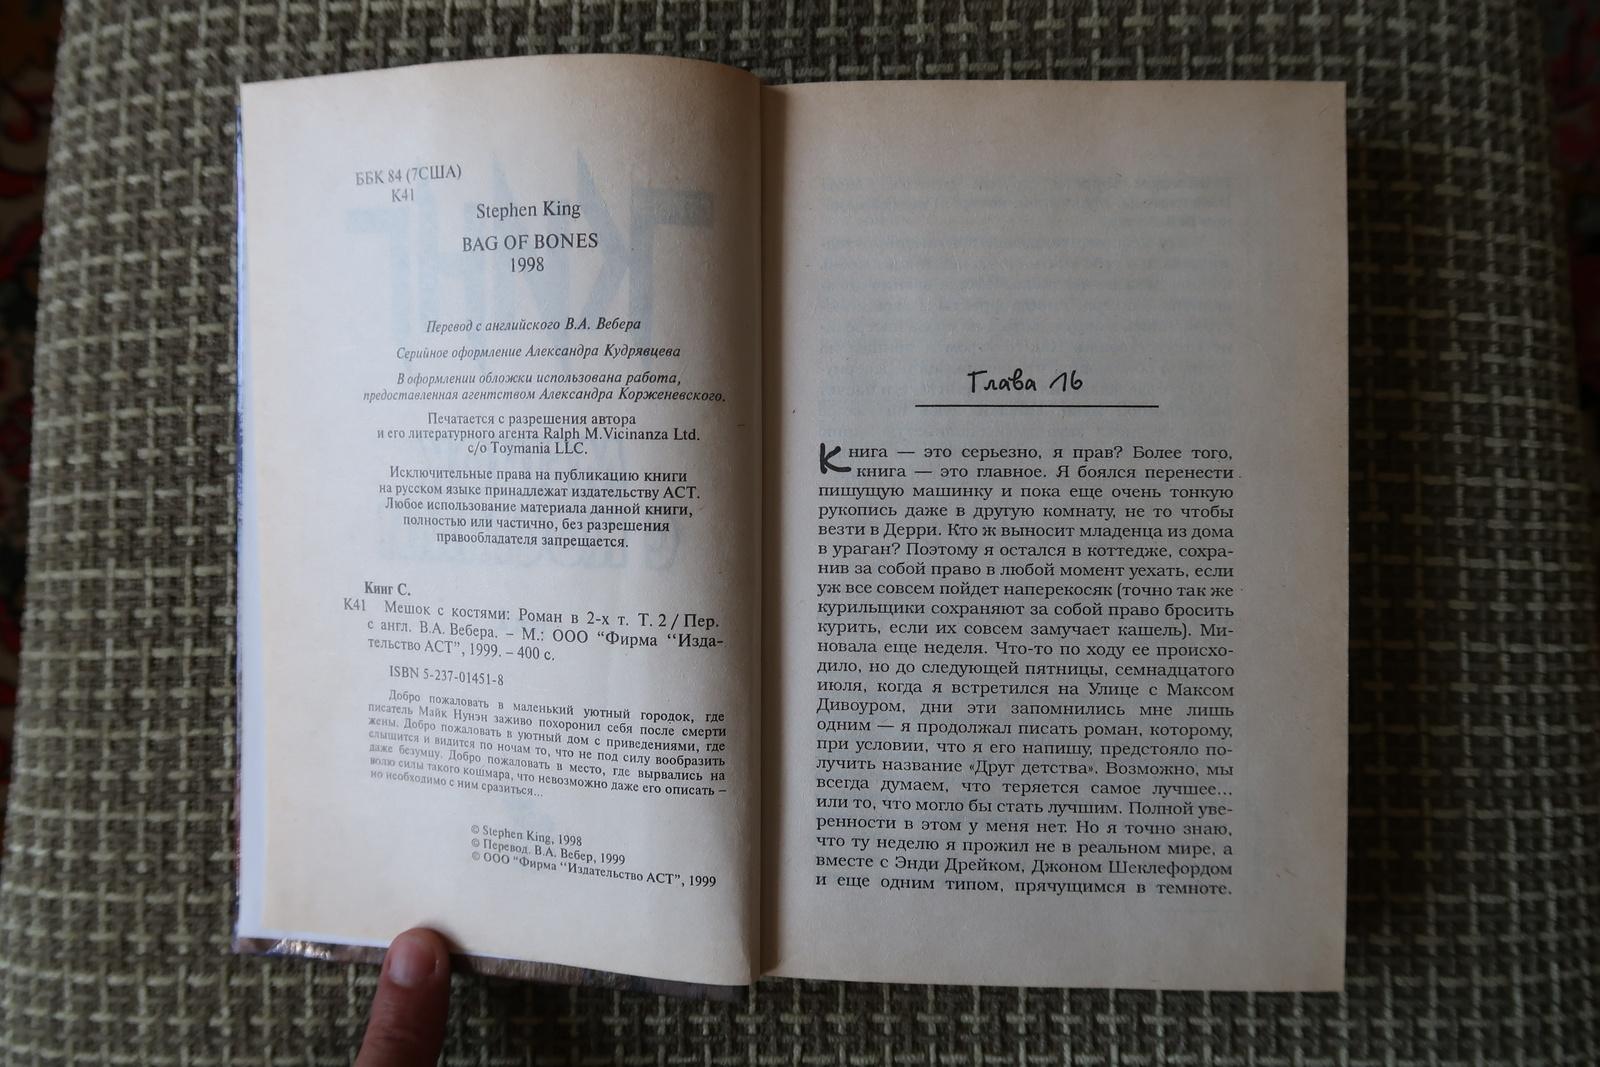 ББК 84 (7США)
К41
Stephen King
BAG OF BONES
1998
Перевод с английского В.А. Вебера
Серийное оформление Александра Кудрявцева
В оформлении обложки использована работа,
предоставленная агентством Александра Корженевского.
Печатается с разрешения автора
и его литературного агента Ralph M.Vicinanza Ltd.
c/o Toymania LLC.
Исключительные права на публикацию книги
на русском языке принадлежат издательству АСТ.
Любое использование материала данной книги,
полностью или частично, без разрешения
правообладателя запрещается.
Кинг С.
К41 Мешок с костями: Роман в 2-х т. Т. 2 / Пер.
с англ. В.А. Вебера. – М.: ООО “Фирма “Изда-
тельство АСТ”, 1999. – 400 с.
ISBN 5-237-01451-8
Добро пожаловать в маленький уютный городок, где
писатель Майк Нунэн заживо похоронил себя после смерти
жены. Добро пожаловать в уютный дом с приведениями, где
слышится и видится по ночам то, что не под силу вообразить
даже безумцу. Добро пожаловать в место, где вырвались на
волю силы такого кошмара, что невозможно даже его описать –
но необходимо с ним сразиться...
© Stephen King, 1998
© Перевод. В.А. Вебер, 1999
© ООО “Фирма “Издательство АСТ”, 1999
Глава 16
Книга — это серьезно, я прав? Более того,
книга — это главное. Я боялся перенести
пишущую машинку и пока еще очень тонкую
рукопись даже в другую комнату, не то чтобы
везти в Дерри. Кто ж выносит младенца из дома
в ураган? Поэтому я остался в коттедже, сохра-
нив за собой право в любой момент уехать, если
уж все совсем пойдет наперекосяк (точно так же
курильщики сохраняют за собой право бросить
курить, если их совсем замучает кашель). Ми-
новала еще неделя. Что-то по ходу ее происхо-
дило, но до следующей пятницы, семнадцатого
июля, когда я встретился на Улице с Максом
Дивоуром, дни эти запомнились мне лишь
одним — я продолжал писать роман, которому,
при условии, что я его напишу, предстояло по-
лучить название «Друг детства». Возможно, мы
всегда думаем, что теряется самое лучшее...
или то, что могло бы стать лучшим. Полной уве-
ренности в этом у меня нет. Но я точно знаю,
что ту неделю я прожил не в реальном мире, а
вместе с Энди Дрейком, Джоном Шеклефордом
и еще одним типом, прячущимся в темноте.